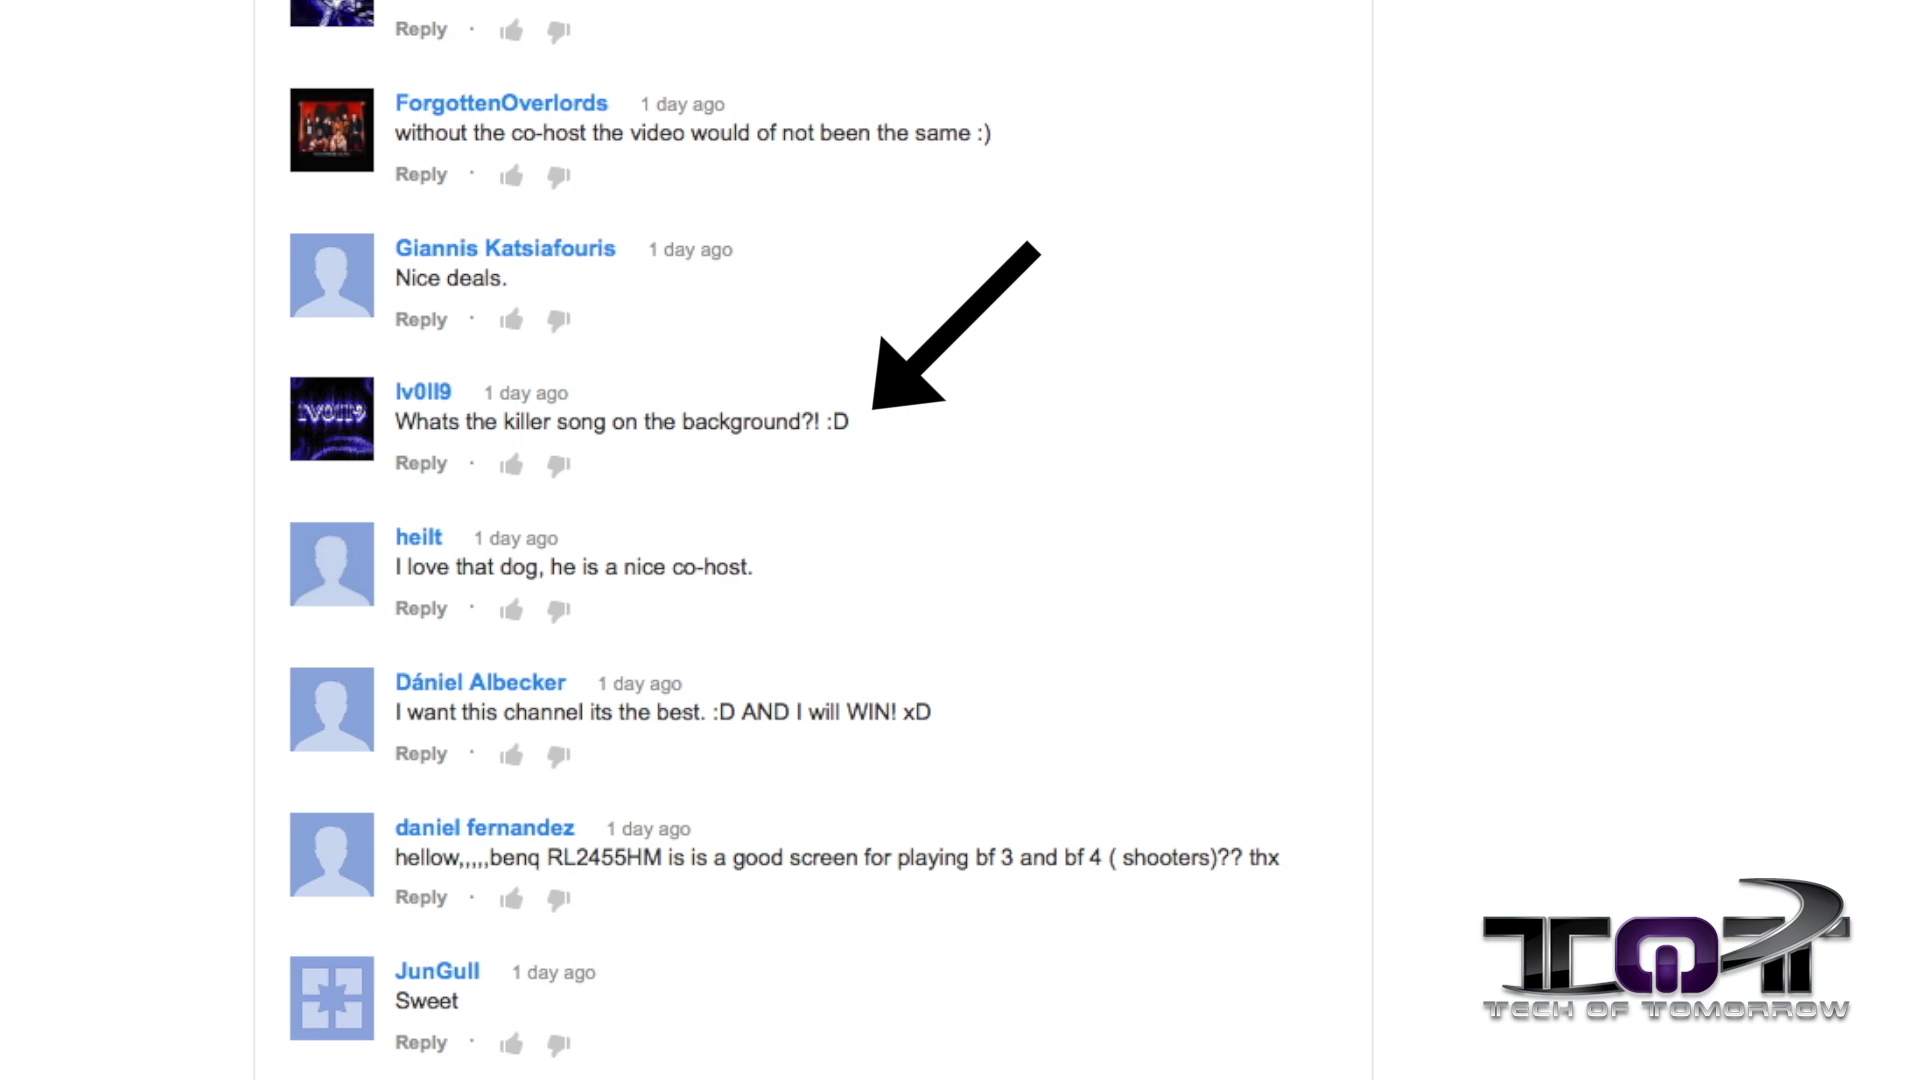 Reply ·
ForgottenOverlords 1 day ago
without the co-host the video would of not been the same :)
Reply ·
Giannis Katsiafouris 1 day ago
Nice deals.
Reply ·
IV0II9
lv0ll9 1 day ago
Whats the killer song on the background?! :D
Reply ·
heilt 1 day ago
I love that dog, he is a nice co-host.
Reply ·
Dániel Albecker 1 day ago
I want this channel its the best. :D AND I will WIN! xD
Reply ·
daniel fernandez 1 day ago
hellow,,,,,benq RL2455HM is is a good screen for playing bf 3 and bf 4 ( shooters)?? thx
Reply ·
JunGull 1 day ago
Sweet
Reply ·
TOT
TECH OF TOMORROW